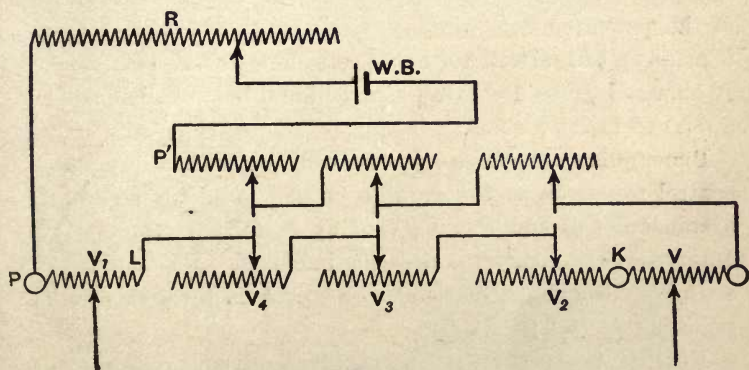 R
W.B.
P'
V₁ L K V
P
V₄ V₃ V₂